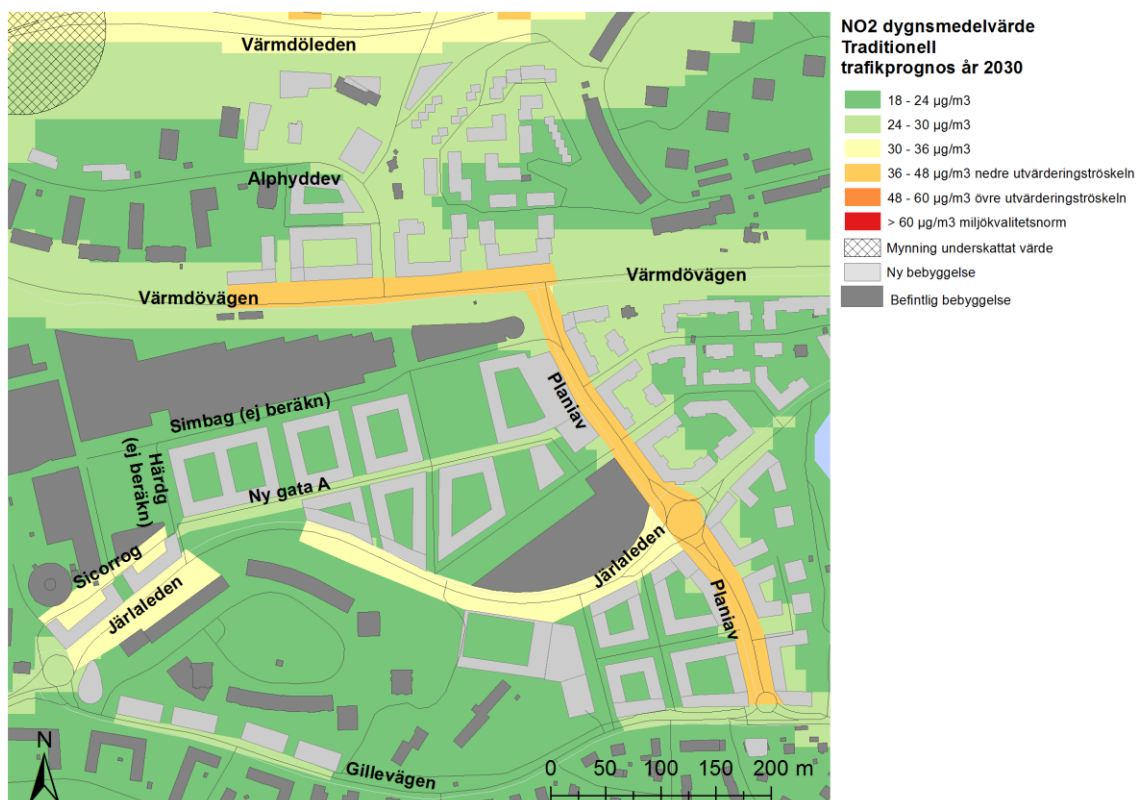 NO2 dygnsmedelvärde
Traditionell
trafikprognos år 2030
18 - 24 µg/m3
24 - 30 µg/m3
30 - 36 µg/m3
36 - 48 µg/m3 nedre utvärderingströskeln
48 - 60 µg/m3 övre utvärderingströskeln
> 60 µg/m3 miljökvalitetsnorm
Mynning underskattat värde
Ny bebyggelse
Befintlig bebyggelse
Värmdöleden
Alphyddev
Värmdövägen
Värmdövägen
Planiav
Simbag (ej beräkn)
Härdg
(ej beräkn)
Ny gata A
Sicorrog
Järlaleden
Järlaleden
Planiav
Gillevägen
N
0 50 100 150 200 m